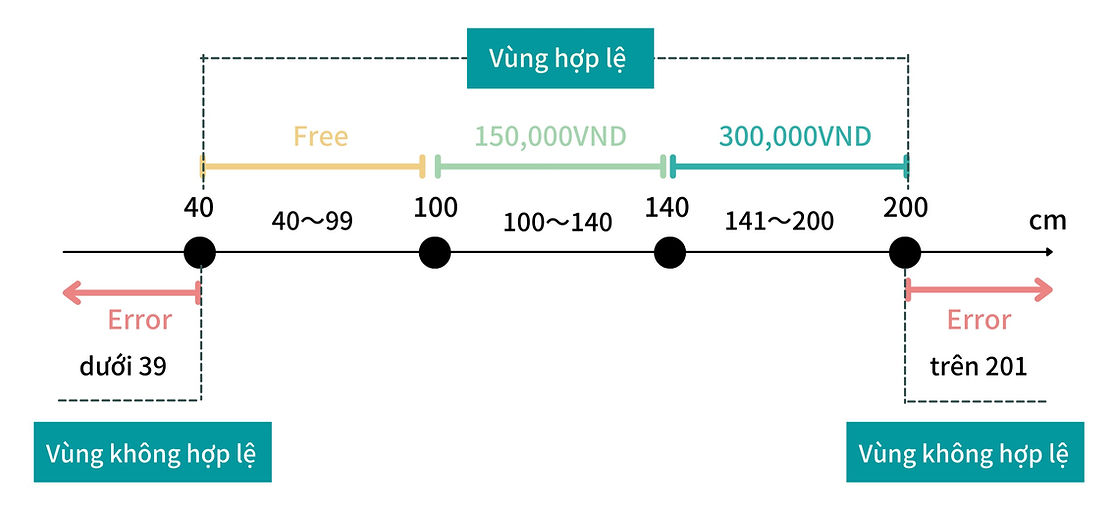 Vùng hợp lệ
Free
150,000VND
300,000VND
40
40～99
100
100～140
140
141～200
200
cm
Error
dưới 39
Error
trên 201
Vùng không hợp lệ
Vùng không hợp lệ